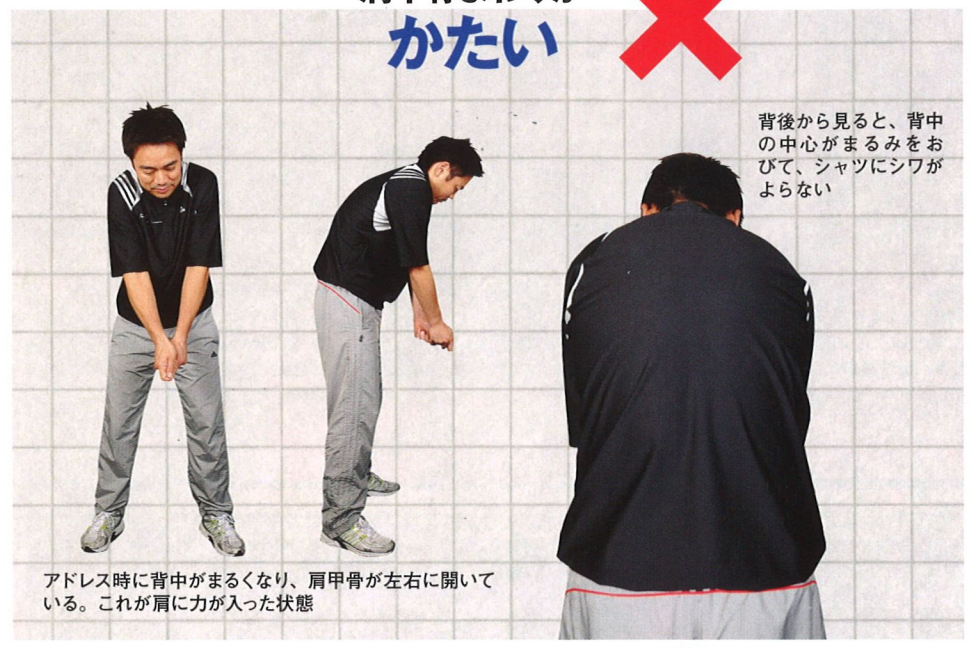 かたい
背後から見ると、背中
の中心がまるみをお
びて、シャツにシワが
よらない
アドレス時に背中がまるくなり、肩甲骨が左右に開いて
いる。これが肩に力が入った状態